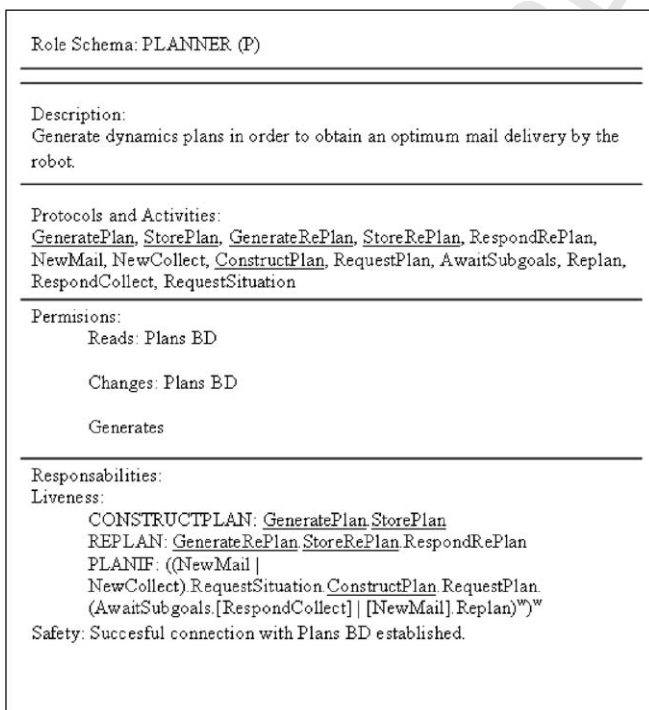 Role Schema: PLANNER (P)
Description:
Generate dynamics plans in order to obtain an optimum mail delivery by the
robot.
Protocols and Activities:
GeneratePlan, StorePlan, GenerateRePlan, StoreRePlan, RespondRePlan,
NewMail, NewCollect, ConstructPlan, RequestPlan, AwaitSubgoals, Replan,
RespondCollect, RequestSituation
Permisions:
Reads: Plans BD
Changes: Plans BD
Generates
Responsabilities:
Liveness:
CONSTRUCTPLAN: GeneratePlan.StorePlan
REPLAN: GenerateRePlan.StoreRePlan.RespondRePlan
PLANIF: ((NewMail |
NewCollect).RequestSituation.ConstructPlan.RequestPlan.
(AwaitSubgoals.[RespondCollect] | [NewMail].Replan)ʷ)ʷ
Safety: Succesful connection with Plans BD established.